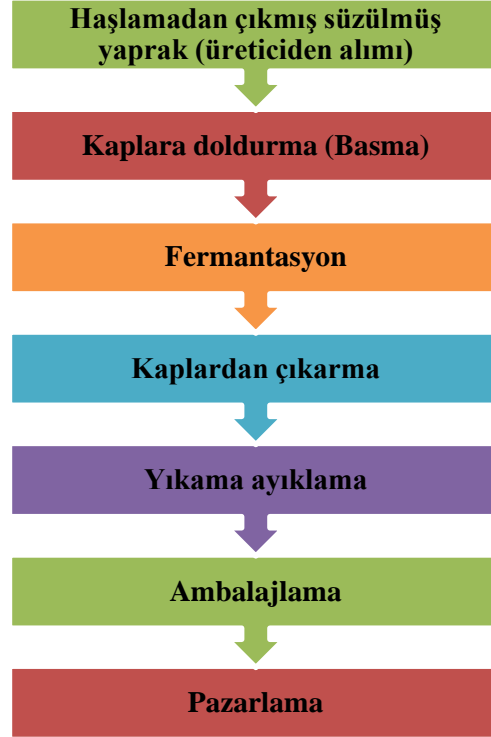 Haşlamadan çıkmış süzülmüş
yaprak (üreticiden alımı)
Kaplara doldurma (Basma)
Fermantasyon
Kaplardan çıkarma
Yıkama ayıklama
Ambalajlama
Pazarlama